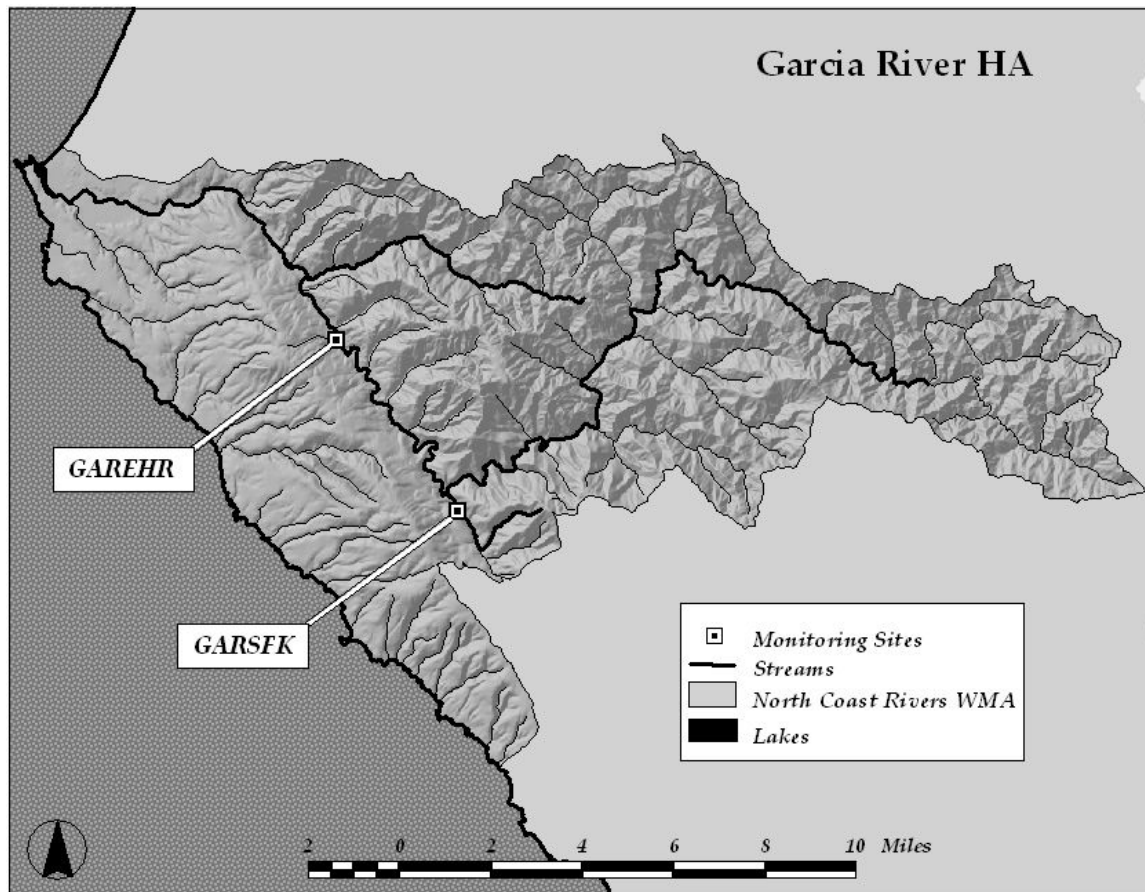 Garcia River HA
GAREHR
GARSFK
Monitoring Sites
Streams
North Coast Rivers WMA
Lakes
2 0 2 4 6 8 10 Miles